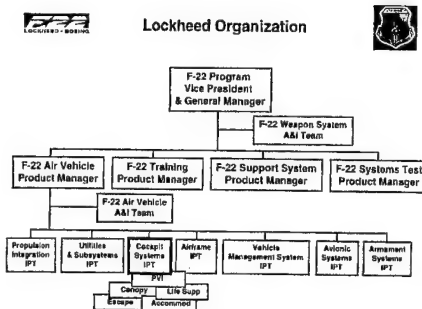 F-22
LOCKHEED - BOEING
Lockheed Organization
F-22 Program
Vice President
& General Manager
F-22 Weapon System
A&I Team
F-22 Air Vehicle
Product Manager
F-22 Training
Product Manager
F-22 Support System
Product Manager
F-22 Systems Test
Product Manager
F-22 Air Vehicle
A&I Team
Propulsion
Integration
IPT
Utilities
& Subsystems
IPT
Cockpit
Systems
IPT
Airframe
IPT
Vehicle
Management System
IPT
Avionic
Systems
IPT
Armament
Systems
IPT
PVI
Canopy
Life Supp
Escape
Accommod